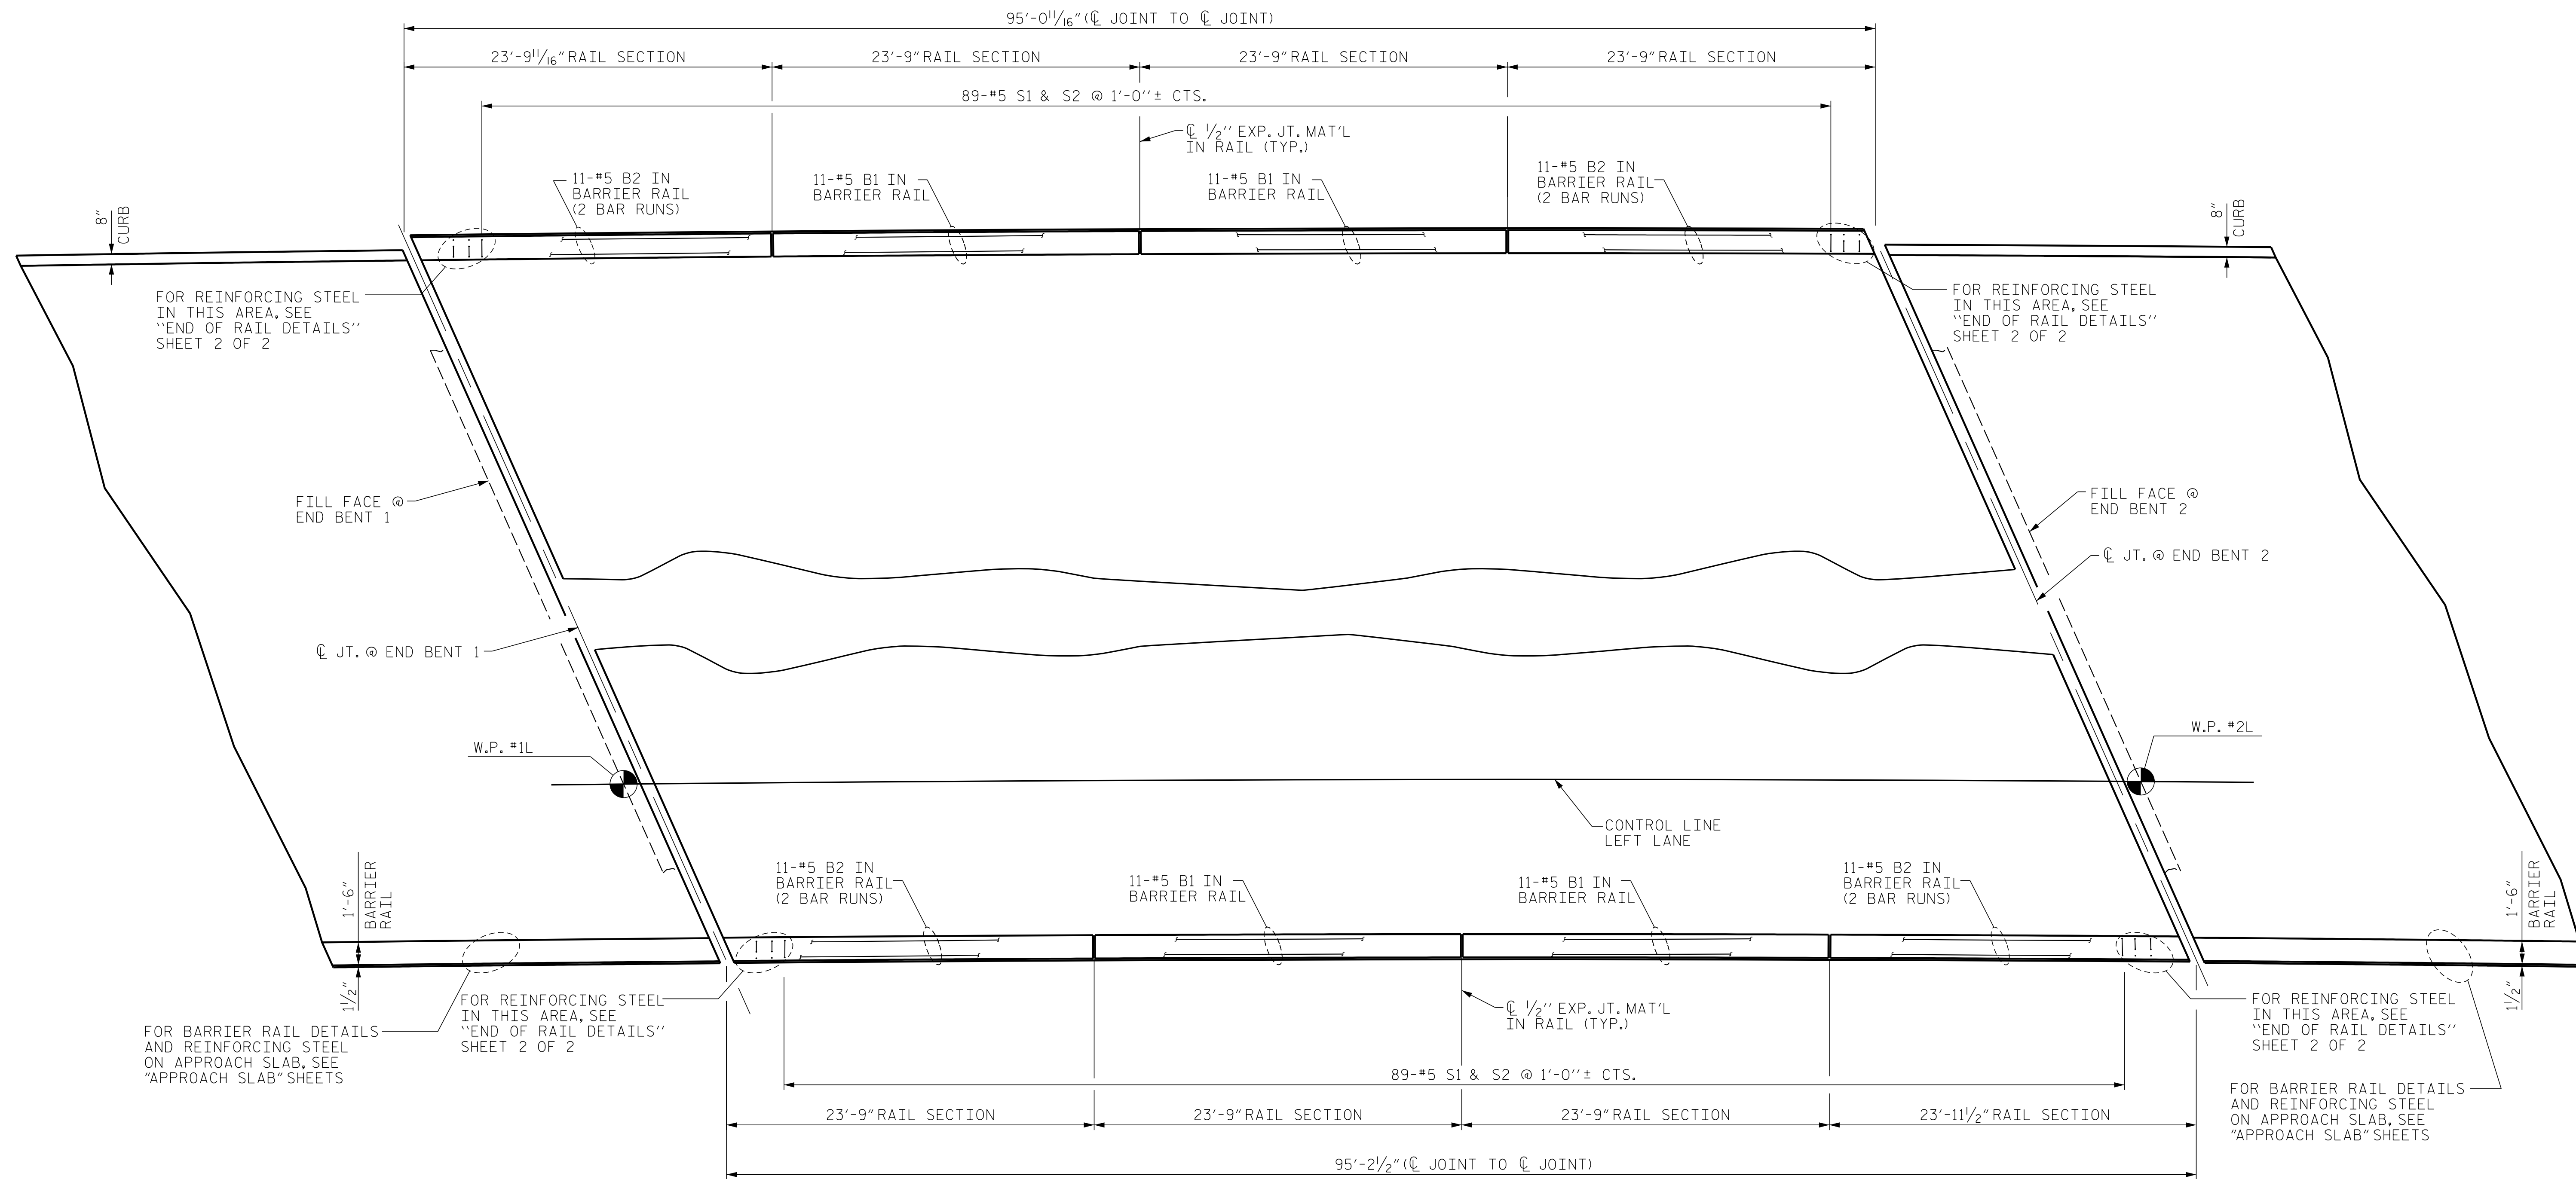 95'-0 11/16" (℄ JOINT TO ℄ JOINT)
23'-9 11/16" RAIL SECTION
23'-9" RAIL SECTION
23'-9" RAIL SECTION
23'-9" RAIL SECTION
89-#5 S1 & S2 @ 1'-0"± CTS.
℄ 1/2" EXP. JT. MAT'L
IN RAIL (TYP.)
11-#5 B2 IN
BARRIER RAIL
(2 BAR RUNS)
11-#5 B1 IN
BARRIER RAIL
11-#5 B1 IN
BARRIER RAIL
11-#5 B2 IN
BARRIER RAIL
(2 BAR RUNS)
8"
CURB
8"
CURB
FOR REINFORCING STEEL
IN THIS AREA, SEE
``END OF RAIL DETAILS''
SHEET 2 OF 2
FOR REINFORCING STEEL
IN THIS AREA, SEE
``END OF RAIL DETAILS''
SHEET 2 OF 2
FILL FACE @
END BENT 1
FILL FACE @
END BENT 2
℄ JT. @ END BENT 2
℄ JT. @ END BENT 1
W.P. #1L
W.P. #2L
CONTROL LINE
LEFT LANE
11-#5 B2 IN
BARRIER RAIL
(2 BAR RUNS)
11-#5 B1 IN
BARRIER RAIL
11-#5 B1 IN
BARRIER RAIL
11-#5 B2 IN
BARRIER RAIL
(2 BAR RUNS)
1'-6"
BARRIER
RAIL
1 1/2"
1'-6"
BARRIER
RAIL
1 1/2"
FOR BARRIER RAIL DETAILS
AND REINFORCING STEEL
ON APPROACH SLAB, SEE
"APPROACH SLAB" SHEETS
FOR REINFORCING STEEL
IN THIS AREA, SEE
``END OF RAIL DETAILS''
SHEET 2 OF 2
℄ 1/2" EXP. JT. MAT'L
IN RAIL (TYP.)
FOR REINFORCING STEEL
IN THIS AREA, SEE
``END OF RAIL DETAILS''
SHEET 2 OF 2
FOR BARRIER RAIL DETAILS
AND REINFORCING STEEL
ON APPROACH SLAB, SEE
"APPROACH SLAB" SHEETS
89-#5 S1 & S2 @ 1'-0"± CTS.
23'-9" RAIL SECTION
23'-9" RAIL SECTION
23'-9" RAIL SECTION
23'-11 1/2" RAIL SECTION
95'-2 1/2" (℄ JOINT TO ℄ JOINT)